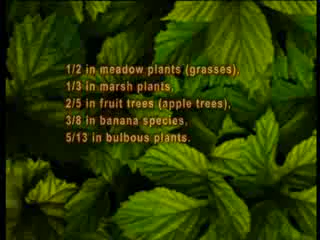 1/2 in meadow plants (grasses),
1/3 in marsh plants,
2/5 in fruit trees (apple trees),
3/8 in banana species,
5/13 in bulbous plants.